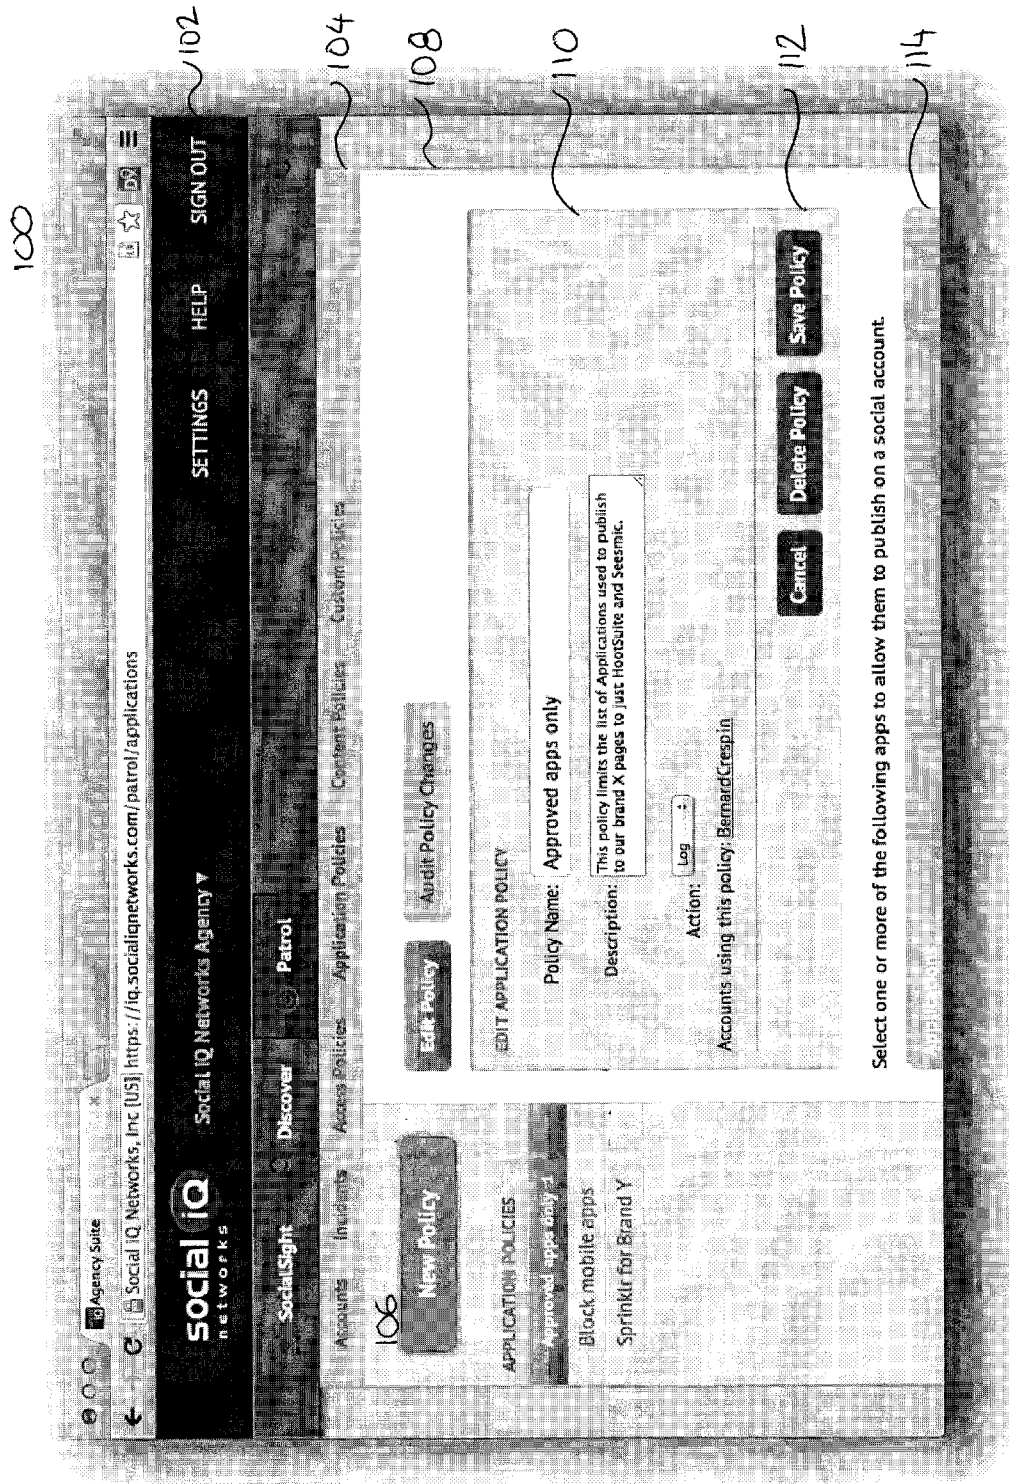 100
iQ Agency Suite
Social iQ Networks, Inc [US] https://iq.socialiqnetworks.com/patrol/applications
social iQ networks
Social iQ Networks Agency ▼
SETTINGS HELP SIGN OUT
102
SocialSight Discover Patrol
Accounts Incidents Access Policies Application Policies Content Policies Custom Policies
104
106
New Policy
Edit Policy Audit Policy Changes
108
APPLICATION POLICIES
Approved apps only
Block mobile apps
Sprinklr for Brand Y
EDIT APPLICATION POLICY
Policy Name: Approved apps only
110
Description: This policy limits the list of Applications used to publish
to our brand X pages to just HootSuite and Seesmic.
Action: Log
Accounts using this policy: BernardCrespin
Cancel Delete Policy Save Policy
112
Select one or more of the following apps to allow them to publish on a social account.
114